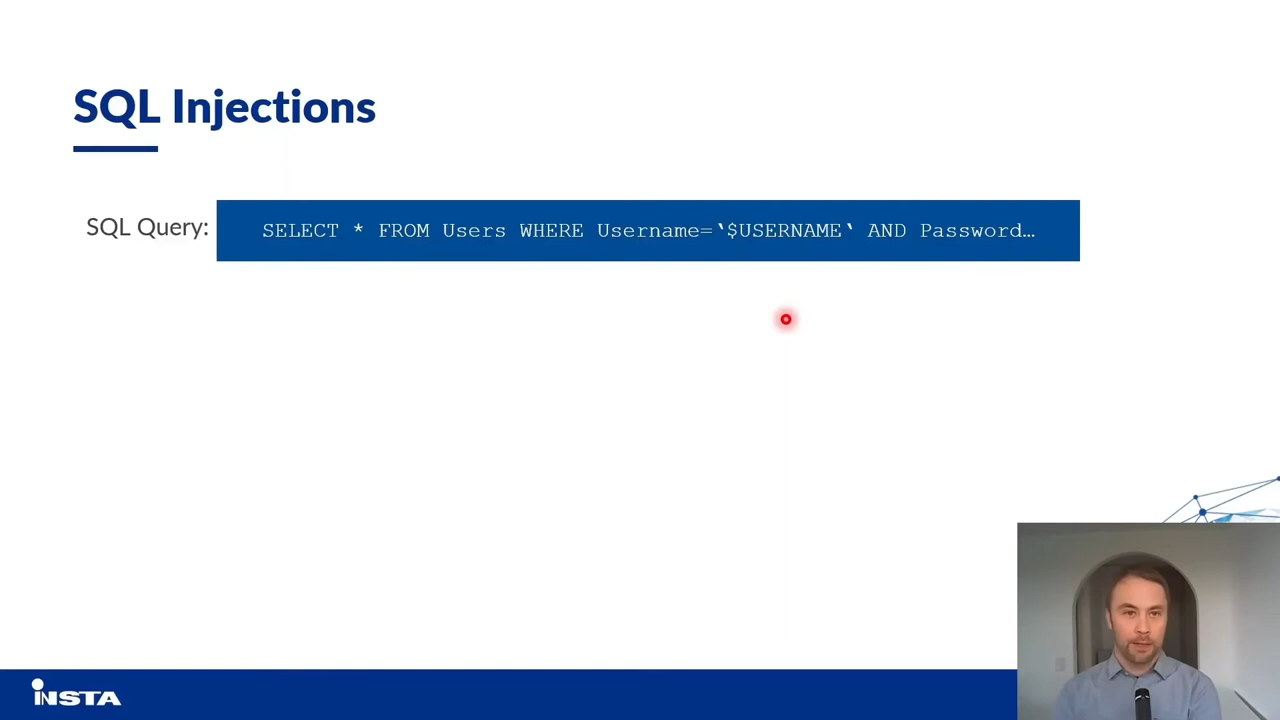 SQL Injections
SQL Query:
SELECT * FROM Users WHERE Username=‛$USERNAME‛ AND Password…
INSTA